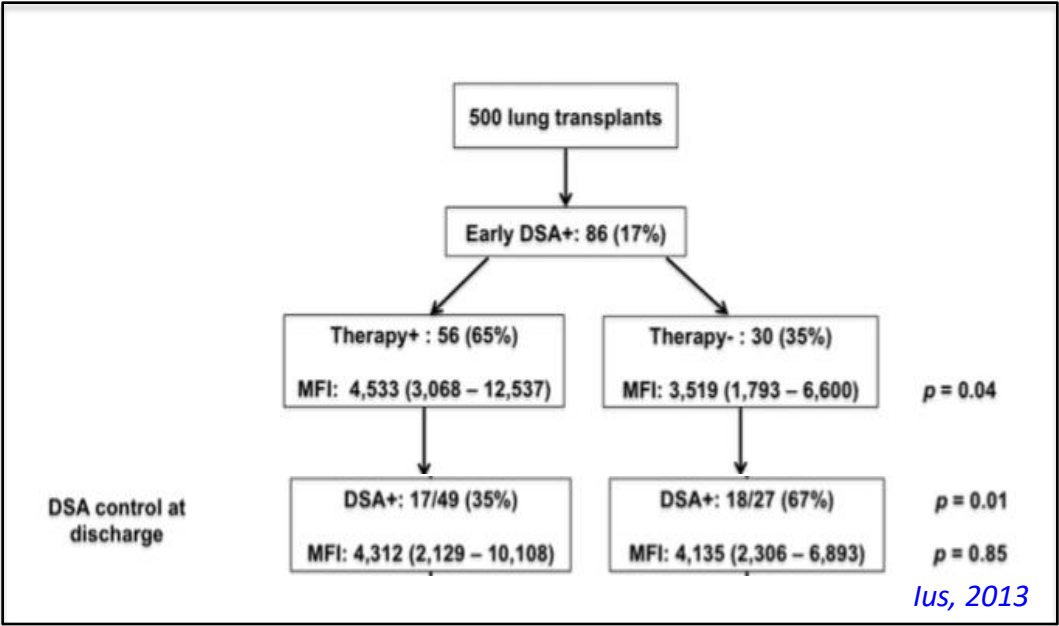 500 lung transplants
Early DSA+: 86 (17%)
Therapy+ : 56 (65%)
MFI: 4,533 (3,068 – 12,537)
Therapy- : 30 (35%)
MFI: 3,519 (1,793 – 6,600)
p = 0.04
DSA control at
discharge
DSA+: 17/49 (35%)
MFI: 4,312 (2,129 – 10,108)
DSA+: 18/27 (67%)
MFI: 4,135 (2,306 – 6,893)
p = 0.01
p = 0.85
Ius, 2013